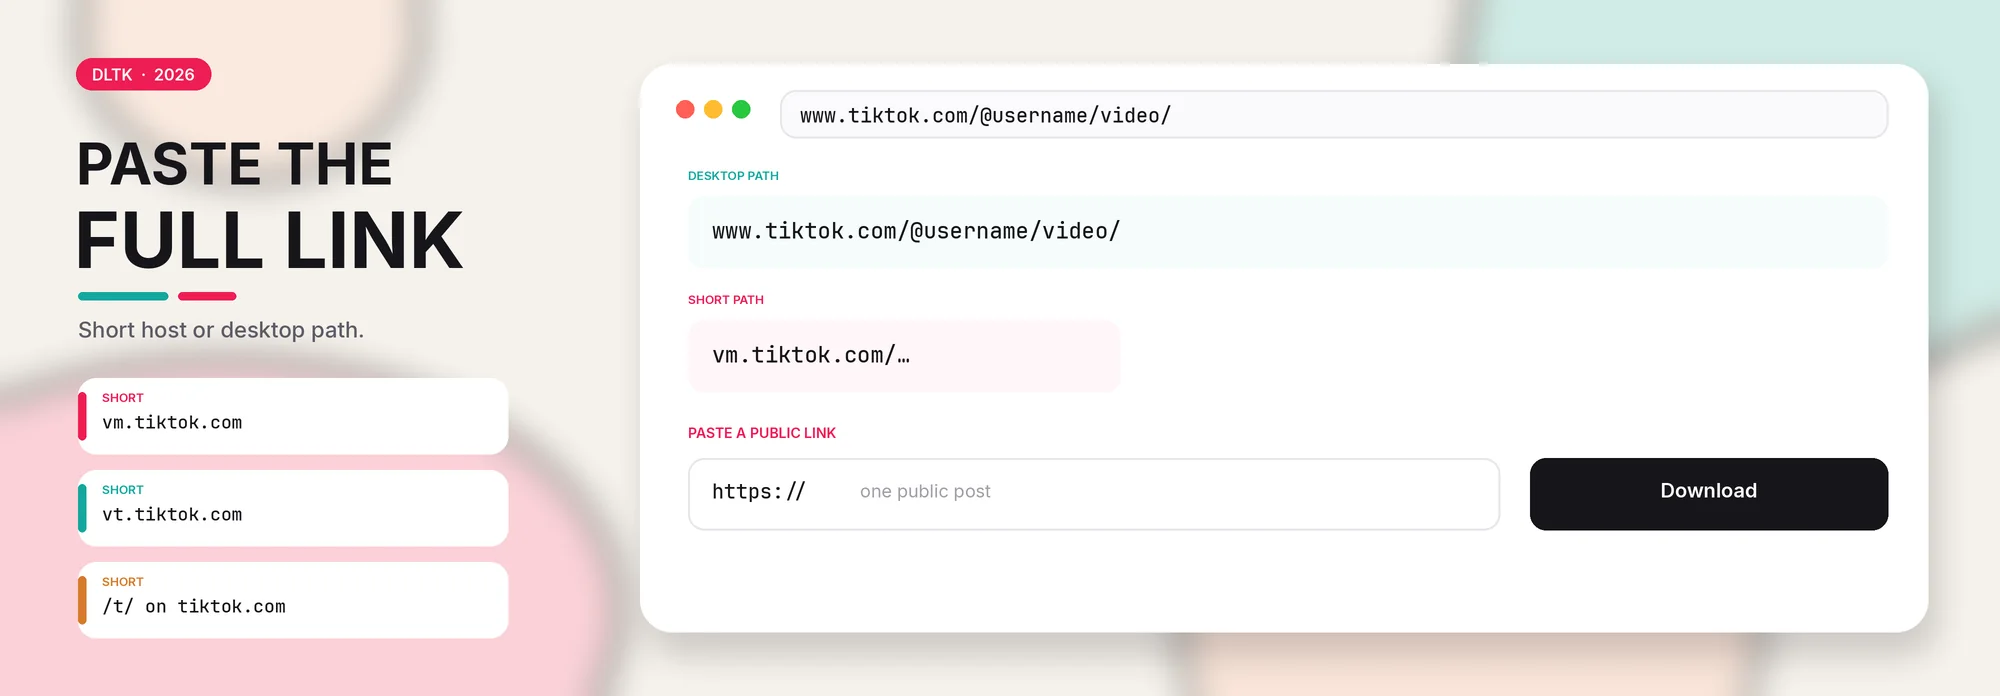 DLTK · 2026
PASTE THE
FULL LINK
Short host or desktop path.
SHORT
vm.tiktok.com
SHORT
vt.tiktok.com
SHORT
/t/ on tiktok.com
www.tiktok.com/@username/video/
DESKTOP PATH
www.tiktok.com/@username/video/
SHORT PATH
vm.tiktok.com/…
PASTE A PUBLIC LINK
https:// one public post
Download